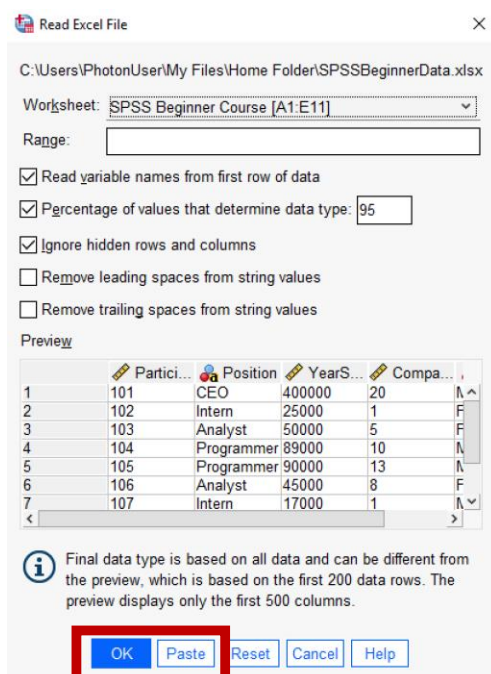 Read Excel File
C:\Users\PhotonUser\My Files\Home Folder\SPSSBeginnerData.xlsx
Worksheet: SPSS Beginner Course [A1:E11]
Range:
Read variable names from first row of data
Percentage of values that determine data type: 95
Ignore hidden rows and columns
Remove leading spaces from string values
Remove trailing spaces from string values
Preview
Partici... Position YearS... Compa...
1 101 CEO 400000 20
2 102 Intern 25000 1 F
3 103 Analyst 50000 5 F
4 104 Programmer 89000 10
5 105 Programmer 90000 13
6 106 Analyst 45000 8 F
7 107 Intern 17000 1
Final data type is based on all data and can be different from
the preview, which is based on the first 200 data rows. The
preview displays only the first 500 columns.
OK Paste Reset Cancel Help